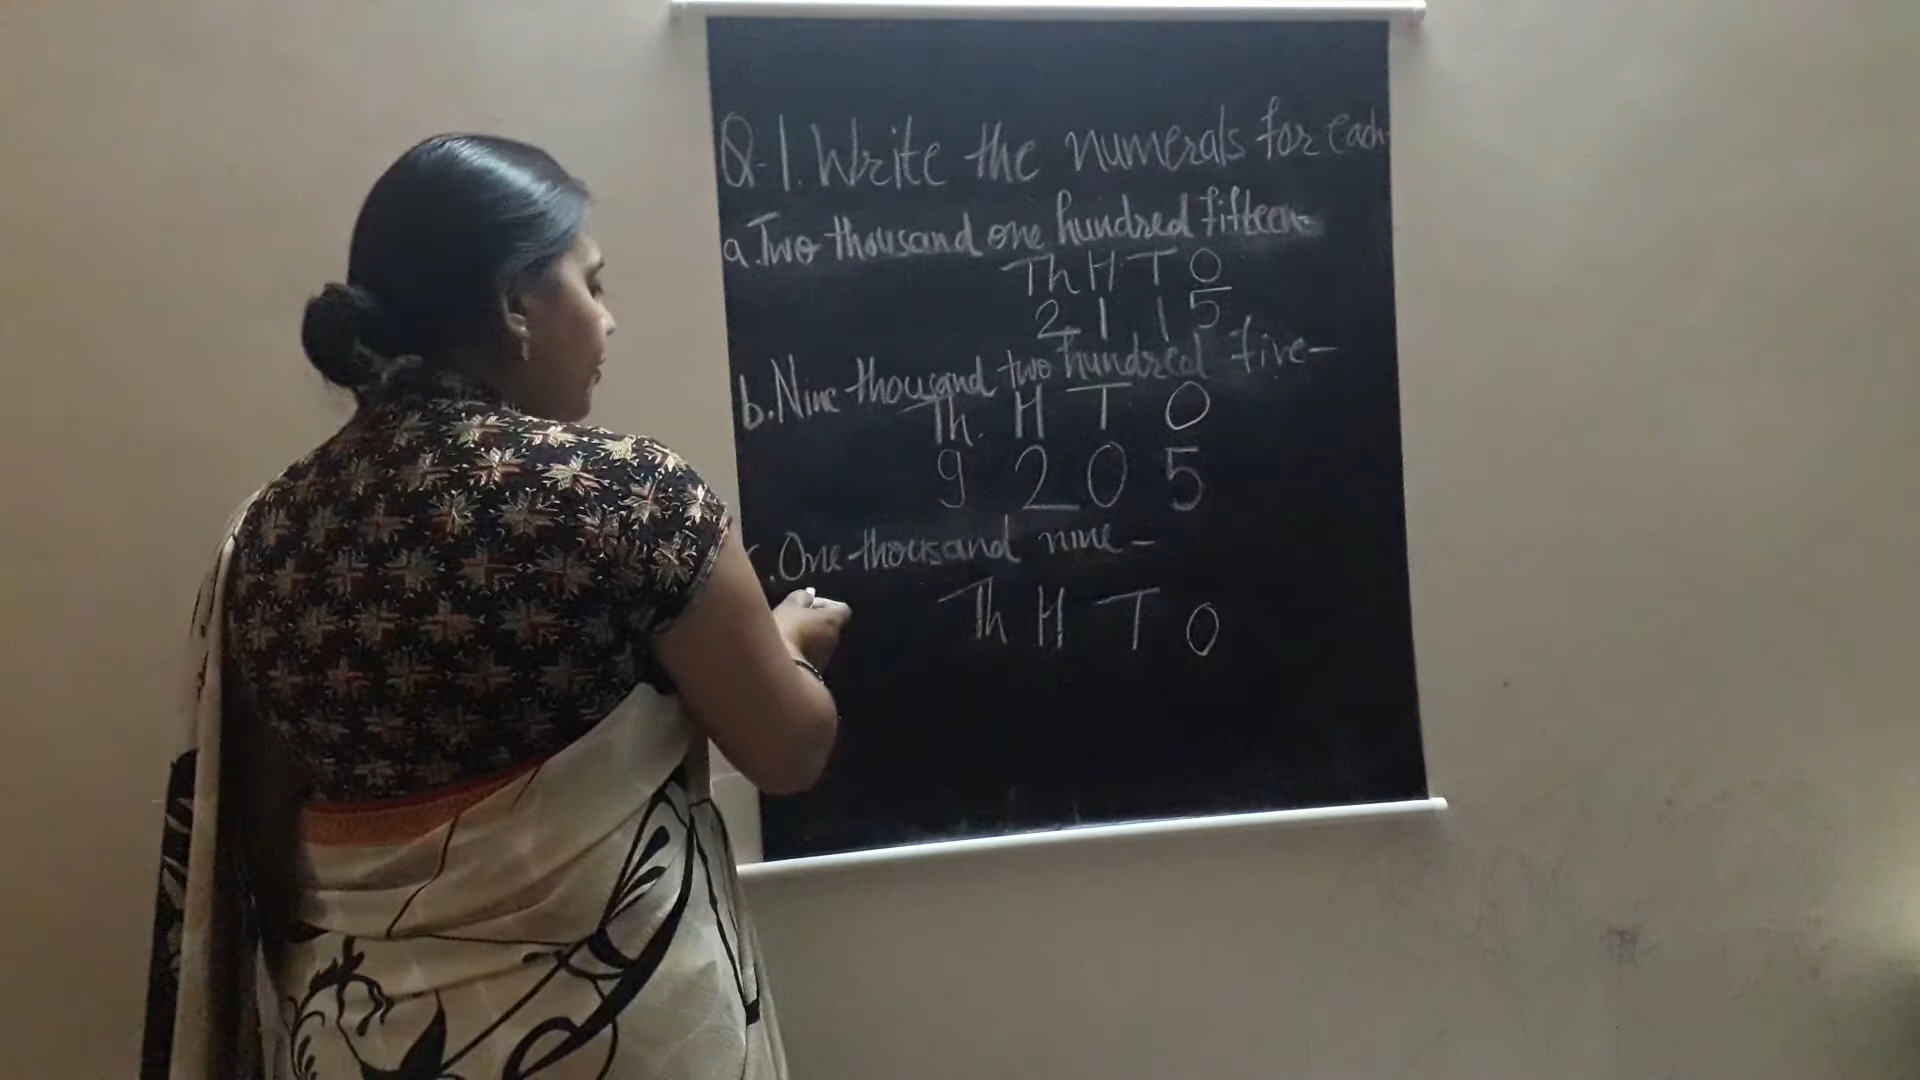 Q-1. Write the numerals for each-
a. Two thousand one hundred fifteen-
Th H T O
2 1 1 5
b. Nine thousand two hundred five-
Th. H T O
9 2 0 5
c. One thousand nine-
Th H T O